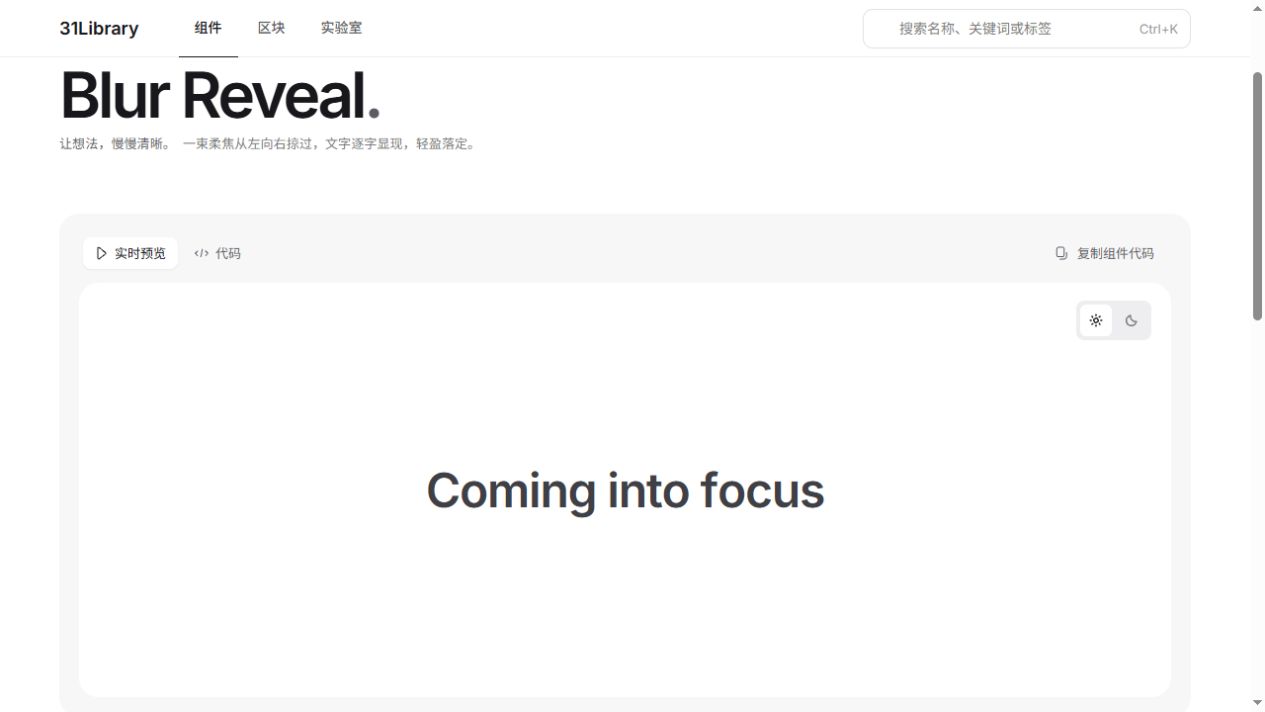 31Library
组件
区块
实验室
搜索名称、关键词或标签
Ctrl+K
Blur Reveal.
让想法，慢慢清晰。 一束柔焦从左向右掠过，文字逐字显现，轻盈落定。
实时预览
代码
复制组件代码
Coming into focus